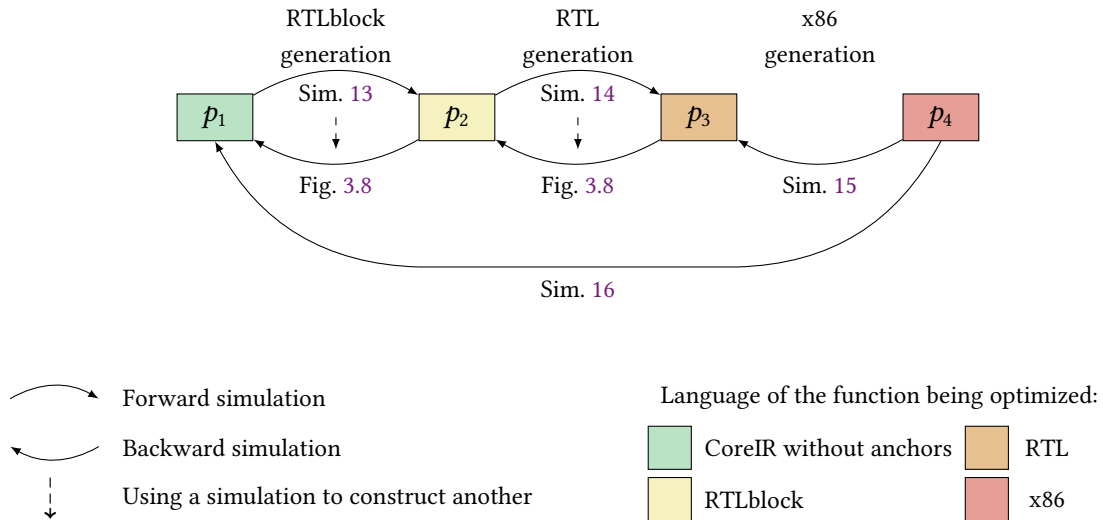 RTLblock RTL x86
generation generation generation
Sim. 13 Sim. 14
p1 p2 p3 p4
Fig. 3.8 Fig. 3.8 Sim. 15
Sim. 16
Forward simulation
Backward simulation
Using a simulation to construct another
Language of the function being optimized:
CoreIR without anchors RTL
RTLblock x86